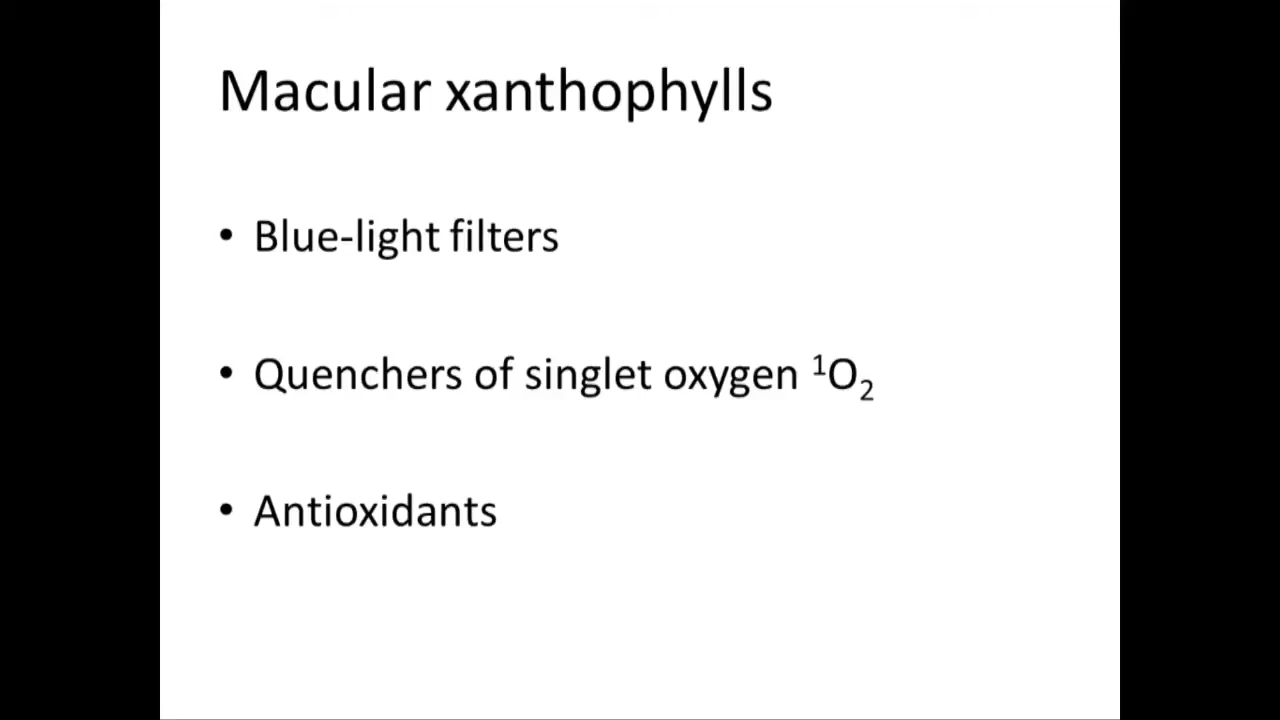 Macular xanthophylls
• Blue-light filters
• Quenchers of singlet oxygen ¹O₂
• Antioxidants